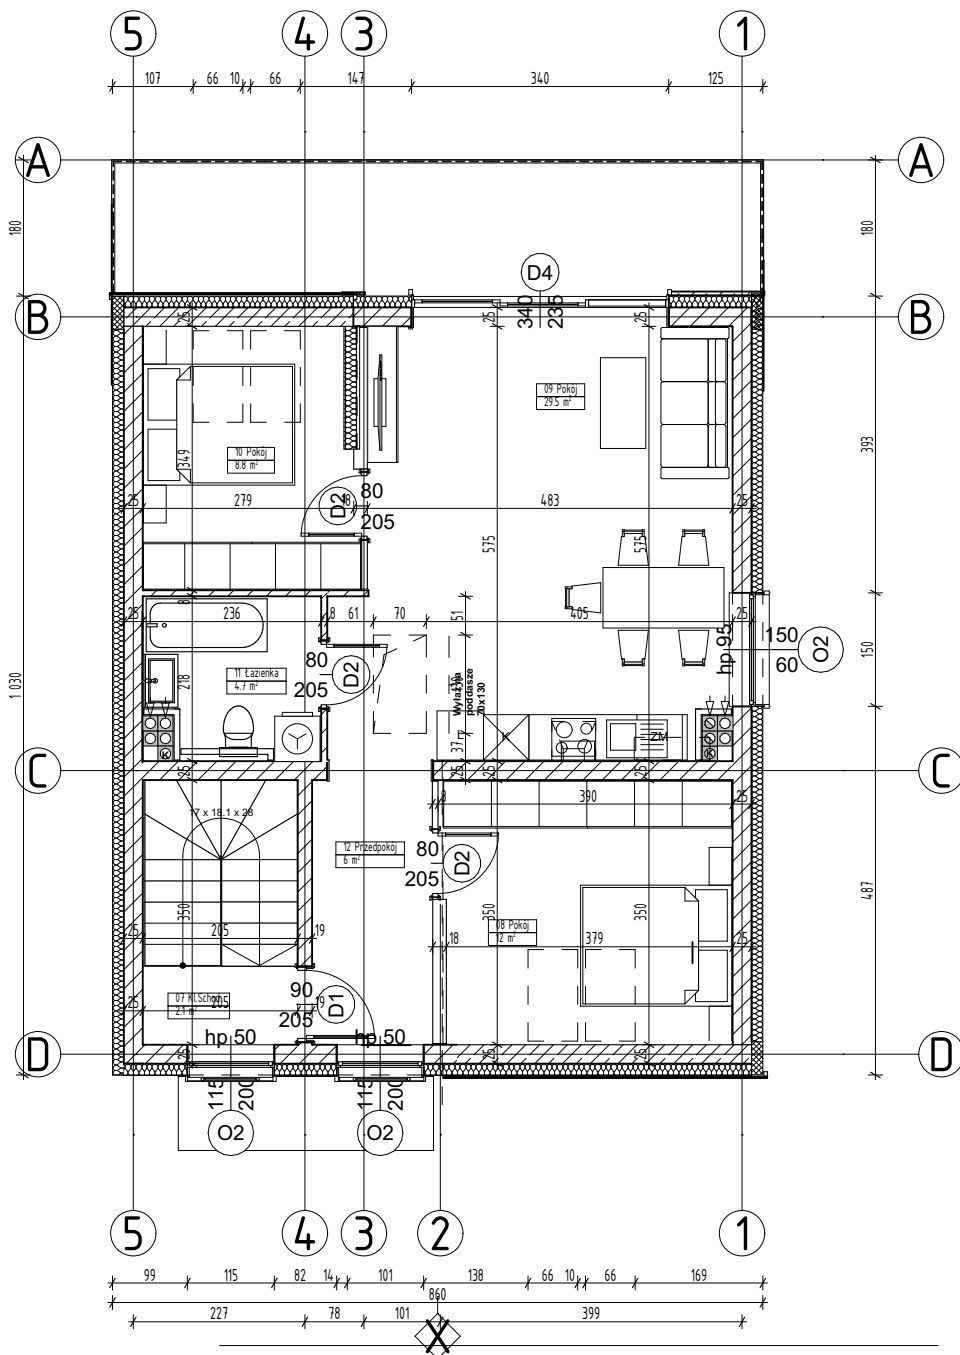 5 4 3 1
107 66 10 66 147 340 125
A A
180 180
D4
340
235
B B
25 25 25
09 Pokój
29.5 m²
10 Pokój
8.8 m²
349
393
80
D2
205
25 279 18 483 25
575 575
8
25 236 8 61 70 51 405 25
hp 95
150
60
O2
150
80
D2
205
218
11 Łazienka
4.7 m²
Wyłaz na
poddasze
70x130
1 030
K ZM
37
K K
C C
25 25 25 25
8 390 25
17 x 18.1 x 28
12 Przedpokój
6 m²
80
D2
205
487
350 350 350
25 205 19
08 Pokój
12 m²
18 379 25
07 Kl.Schod
2.1 m²
25 205 19
90
D1
205
hp 50 hp 50
D D
25 25 25
115
200
115
200
O2 O2
5 4 3 2 1
99 115 82 14 101 138 66 10 66 169
860
227 78 101 399
X